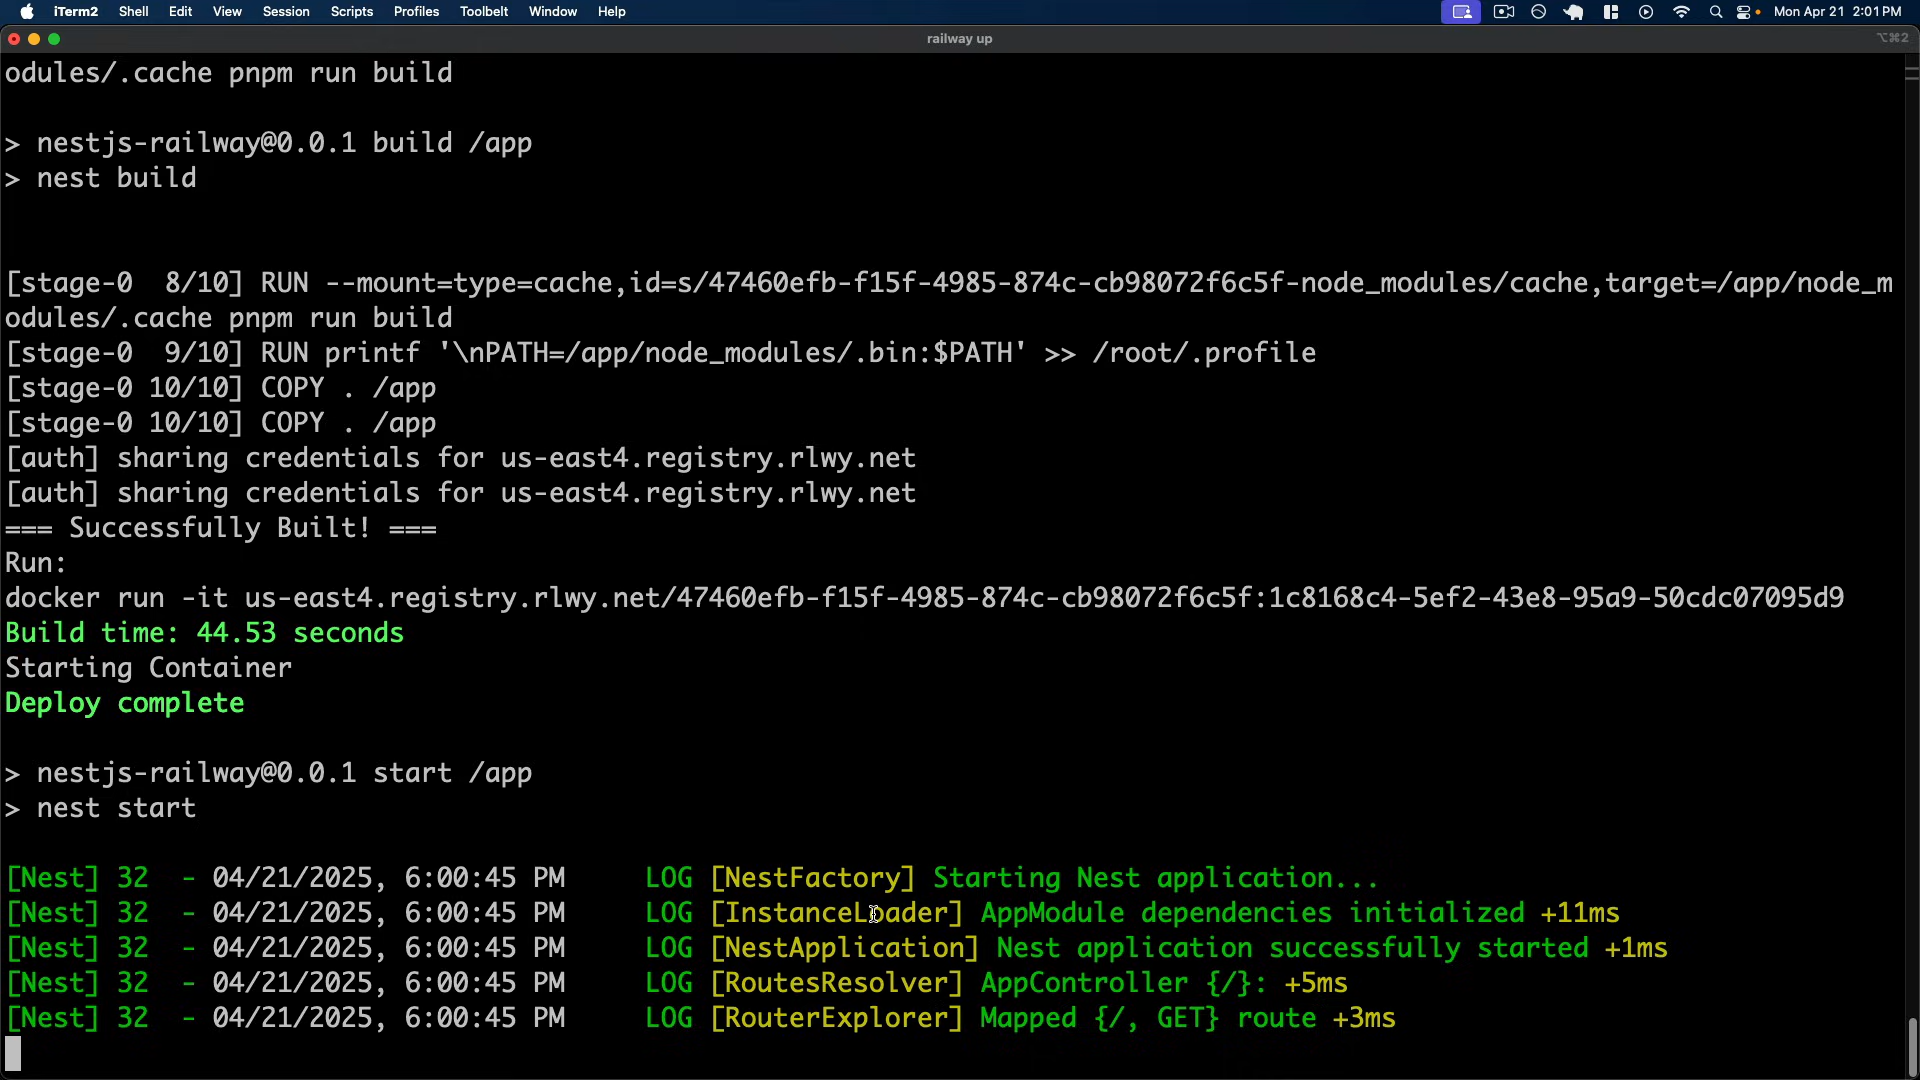 iTerm2 Shell Edit View Session Scripts Profiles Toolbelt Window Help Mon Apr 21 2:01 PM
railway up ⌥⌘2
odules/.cache pnpm run build
> nestjs-railway@0.0.1 build /app
> nest build
[stage-0  8/10] RUN --mount=type=cache,id=s/47460efb-f15f-4985-874c-cb98072f6c5f-node_modules/cache,target=/app/node_m
odules/.cache pnpm run build
[stage-0  9/10] RUN printf '\nPATH=/app/node_modules/.bin:$PATH' >> /root/.profile
[stage-0 10/10] COPY . /app
[stage-0 10/10] COPY . /app
[auth] sharing credentials for us-east4.registry.rlwy.net
[auth] sharing credentials for us-east4.registry.rlwy.net
=== Successfully Built! ===
Run:
docker run -it us-east4.registry.rlwy.net/47460efb-f15f-4985-874c-cb98072f6c5f:1c8168c4-5ef2-43e8-95a9-50cdc07095d9
Build time: 44.53 seconds
Starting Container
Deploy complete
> nestjs-railway@0.0.1 start /app
> nest start
[Nest] 32  - 04/21/2025, 6:00:45 PM     LOG [NestFactory] Starting Nest application...
[Nest] 32  - 04/21/2025, 6:00:45 PM     LOG [InstanceLoader] AppModule dependencies initialized +11ms
[Nest] 32  - 04/21/2025, 6:00:45 PM     LOG [NestApplication] Nest application successfully started +1ms
[Nest] 32  - 04/21/2025, 6:00:45 PM     LOG [RoutesResolver] AppController {/}: +5ms
[Nest] 32  - 04/21/2025, 6:00:45 PM     LOG [RouterExplorer] Mapped {/, GET} route +3ms